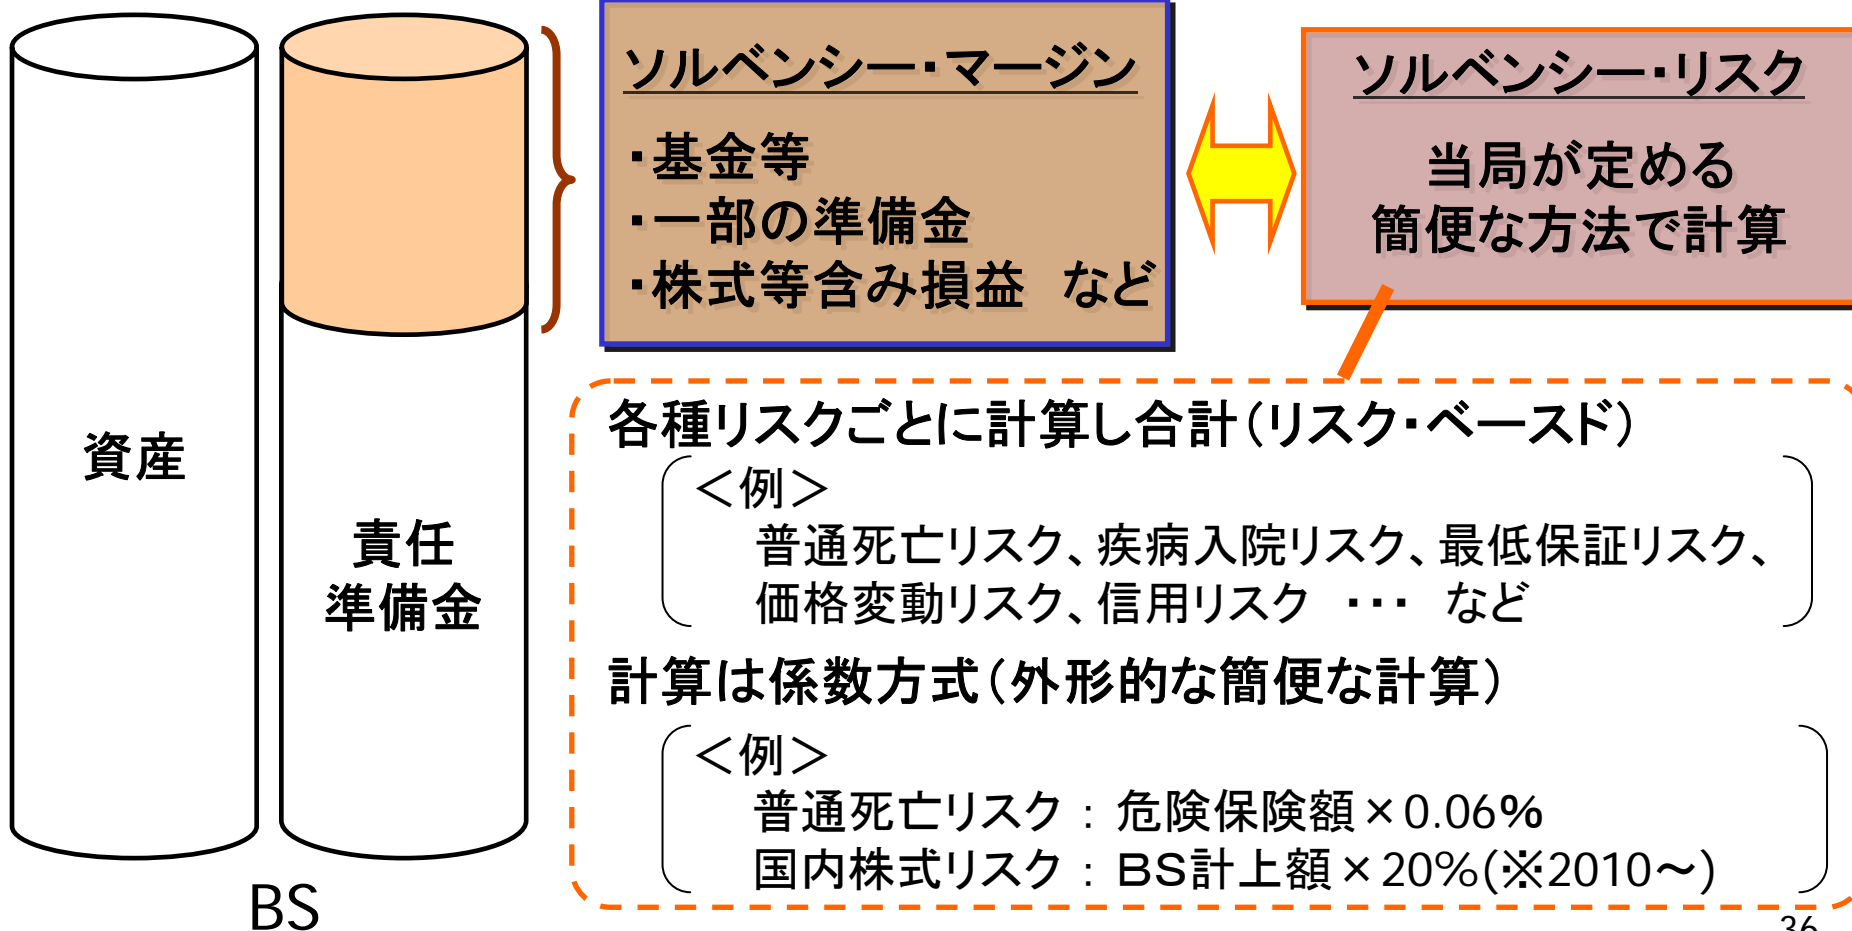 資産
責任
準備金
BS
ソルベンシー・マージン
・基金等
・一部の準備金
・株式等含み損益　など
ソルベンシー・リスク
当局が定める
簡便な方法で計算
各種リスクごとに計算し合計（リスク・ベースド）
＜例＞
普通死亡リスク、疾病入院リスク、最低保証リスク、
価格変動リスク、信用リスク　・・・　など
計算は係数方式（外形的な簡便な計算）
＜例＞
普通死亡リスク ： 危険保険額×0.06%
国内株式リスク ： BS計上額×20%(※2010～)
36